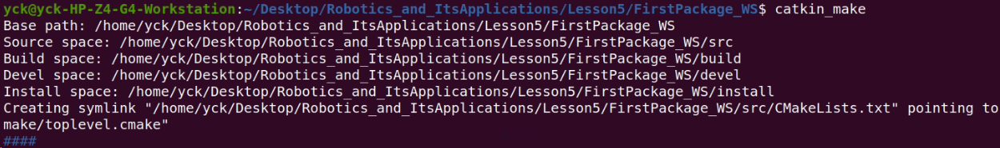 yck@yck-HP-Z4-G4-Workstation:~/Desktop/Robotics_and_ItsApplications/Lesson5/FirstPackage_WS$ catkin_make
Base path: /home/yck/Desktop/Robotics_and_ItsApplications/Lesson5/FirstPackage_WS
Source space: /home/yck/Desktop/Robotics_and_ItsApplications/Lesson5/FirstPackage_WS/src
Build space: /home/yck/Desktop/Robotics_and_ItsApplications/Lesson5/FirstPackage_WS/build
Devel space: /home/yck/Desktop/Robotics_and_ItsApplications/Lesson5/FirstPackage_WS/devel
Install space: /home/yck/Desktop/Robotics_and_ItsApplications/Lesson5/FirstPackage_WS/install
Creating symlink "/home/yck/Desktop/Robotics_and_ItsApplications/Lesson5/FirstPackage_WS/src/CMakeLists.txt" pointing to
make/toplevel.cmake"
####